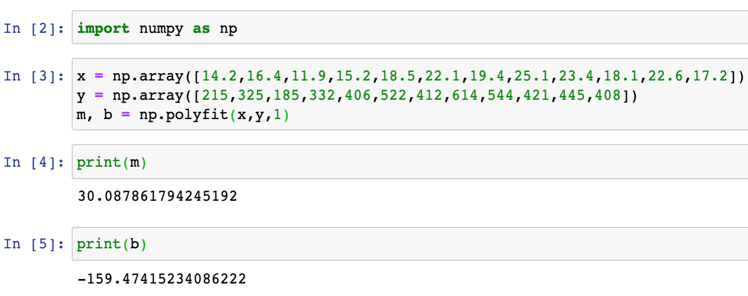 In [2]: import numpy as np
In [3]: x = np.array([14.2,16.4,11.9,15.2,18.5,22.1,19.4,25.1,23.4,18.1,22.6,17.2])
y = np.array([215,325,185,332,406,522,412,614,544,421,445,408])
m, b = np.polyfit(x,y,1)
In [4]: print(m)
30.087861794245192
In [5]: print(b)
-159.47415234086222